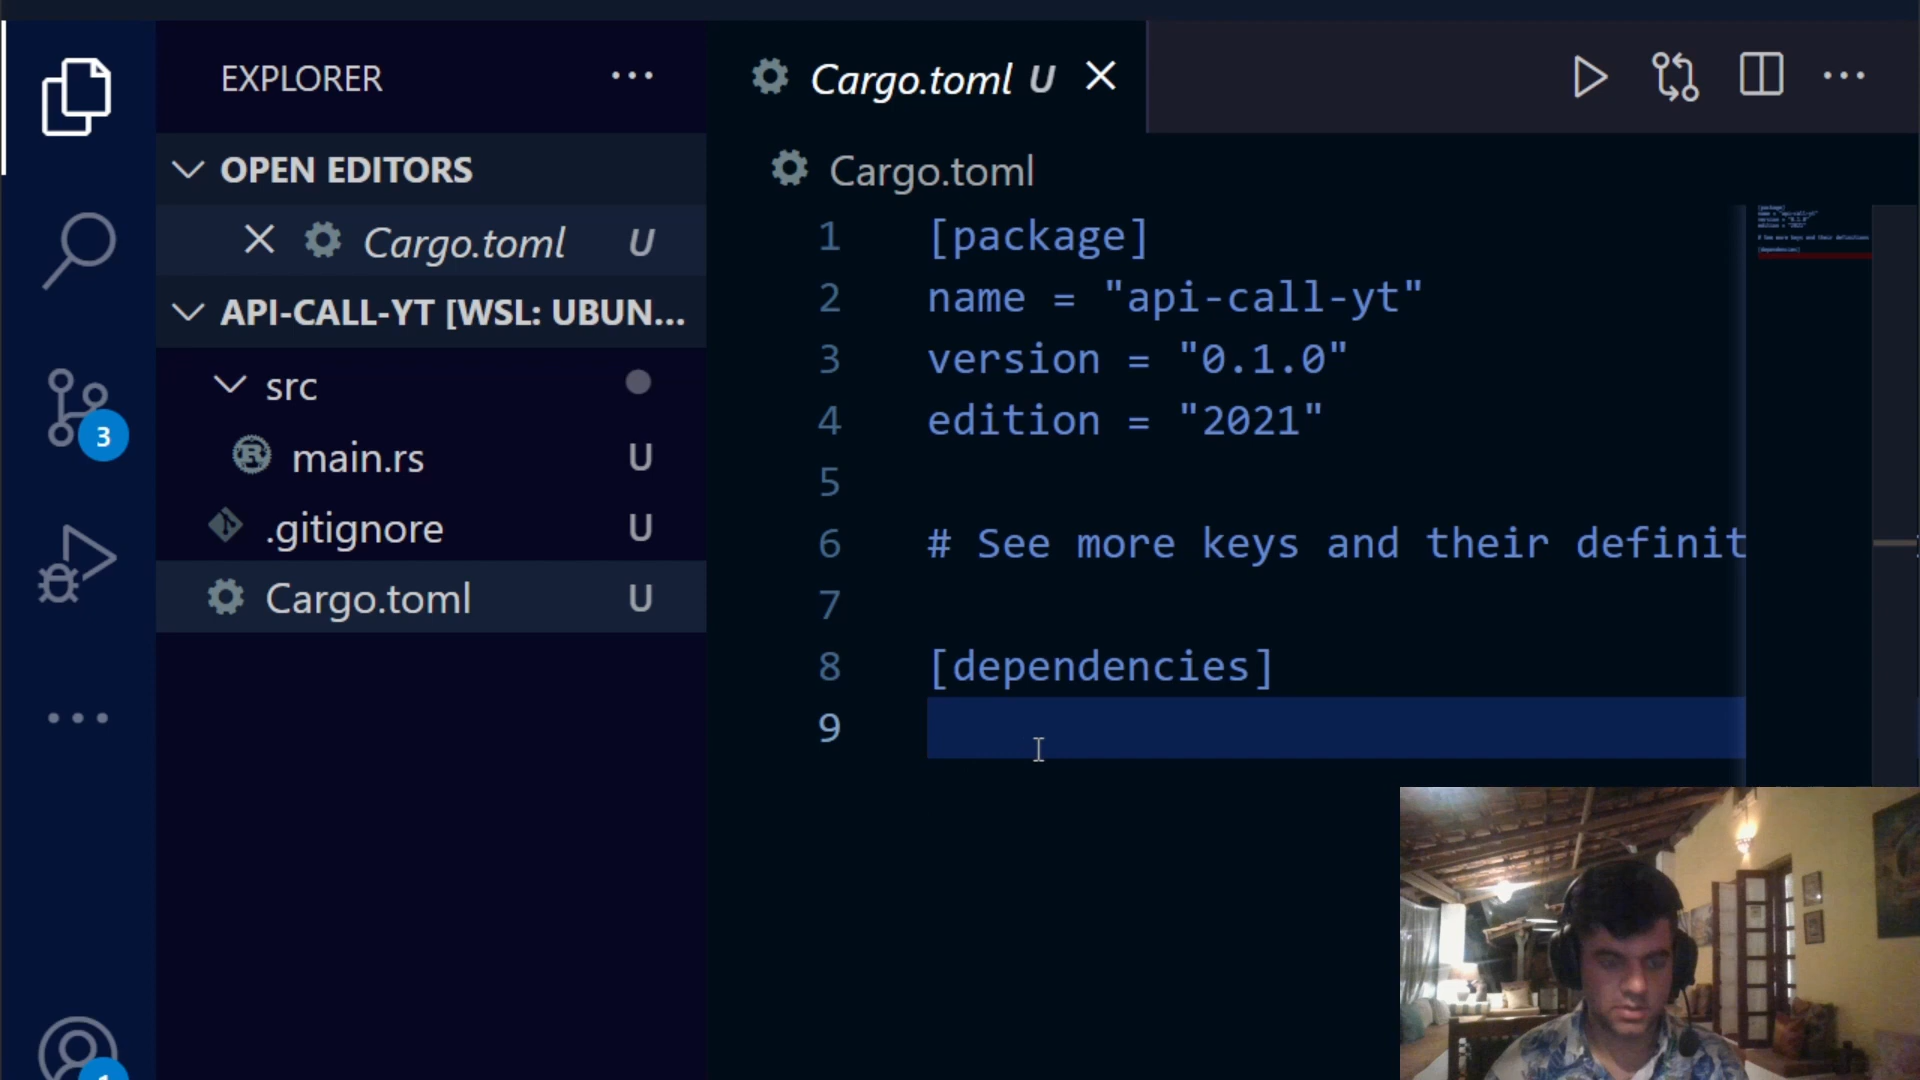 EXPLORER
OPEN EDITORS
Cargo.toml U
API-CALL-YT [WSL: UBUN...
src
main.rs U
.gitignore U
Cargo.toml U
3
1
Cargo.toml U
Cargo.toml
1 [package]
2 name = "api-call-yt"
3 version = "0.1.0"
4 edition = "2021"
5
6 # See more keys and their definit
7
8 [dependencies]
9